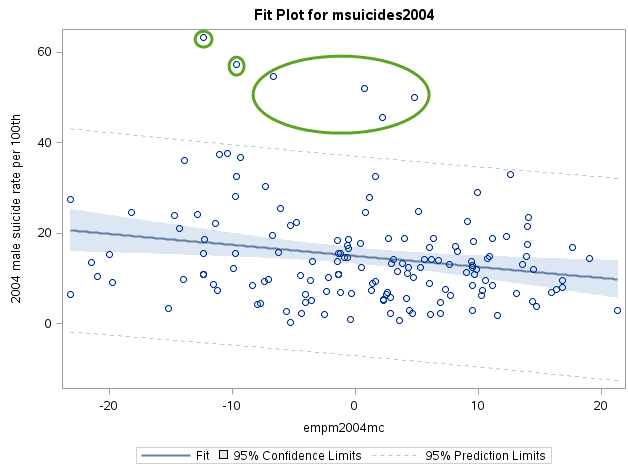 Fit Plot for msuicides2004
2004 male suicide rate per 100th
60
40
20
0
-20 -10 0 10 20
empm2004mc
Fit 95% Confidence Limits 95% Prediction Limits